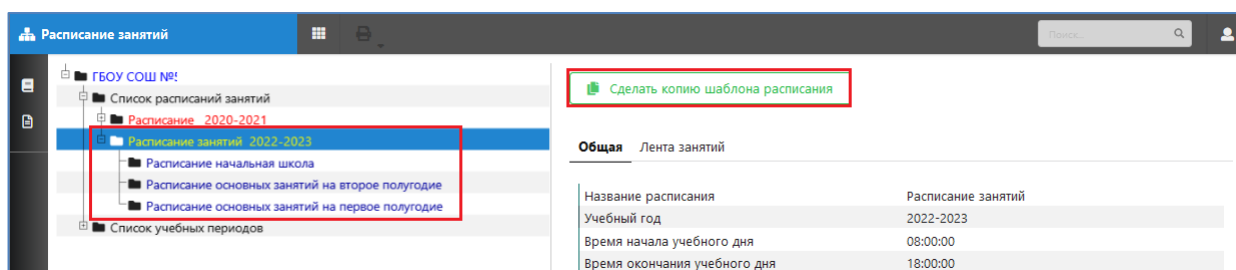 Расписание занятий
Поиск...
ГБОУ СОШ №
Список расписаний занятий
Расписание 2020-2021
Расписание занятий 2022-2023
Расписание начальная школа
Расписание основных занятий на второе полугодие
Расписание основных занятий на первое полугодие
Список учебных периодов
Сделать копию шаблона расписания
Общая Лента занятий
Название расписания Расписание занятий
Учебный год 2022-2023
Время начала учебного дня 08:00:00
Время окончания учебного дня 18:00:00